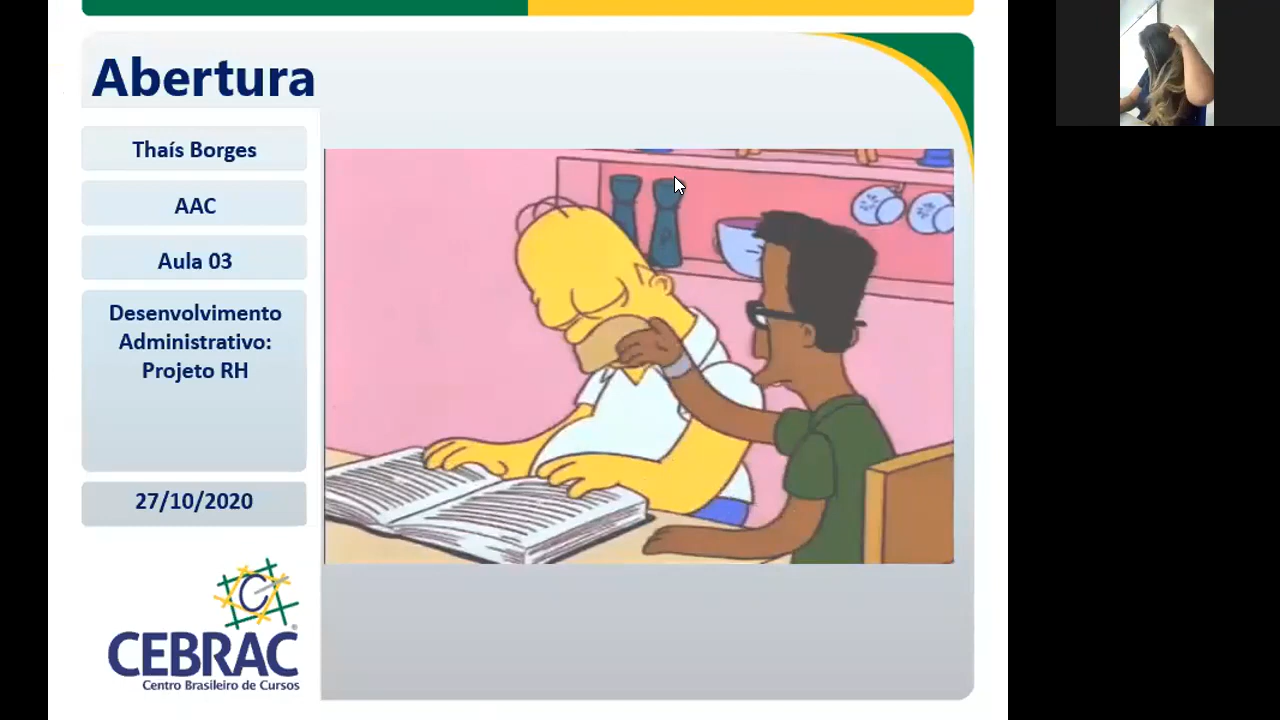 Abertura
Thaís Borges
AAC
Aula 03
Desenvolvimento
Administrativo:
Projeto RH
27/10/2020
C
CEBRAC
Centro Brasileiro de Cursos